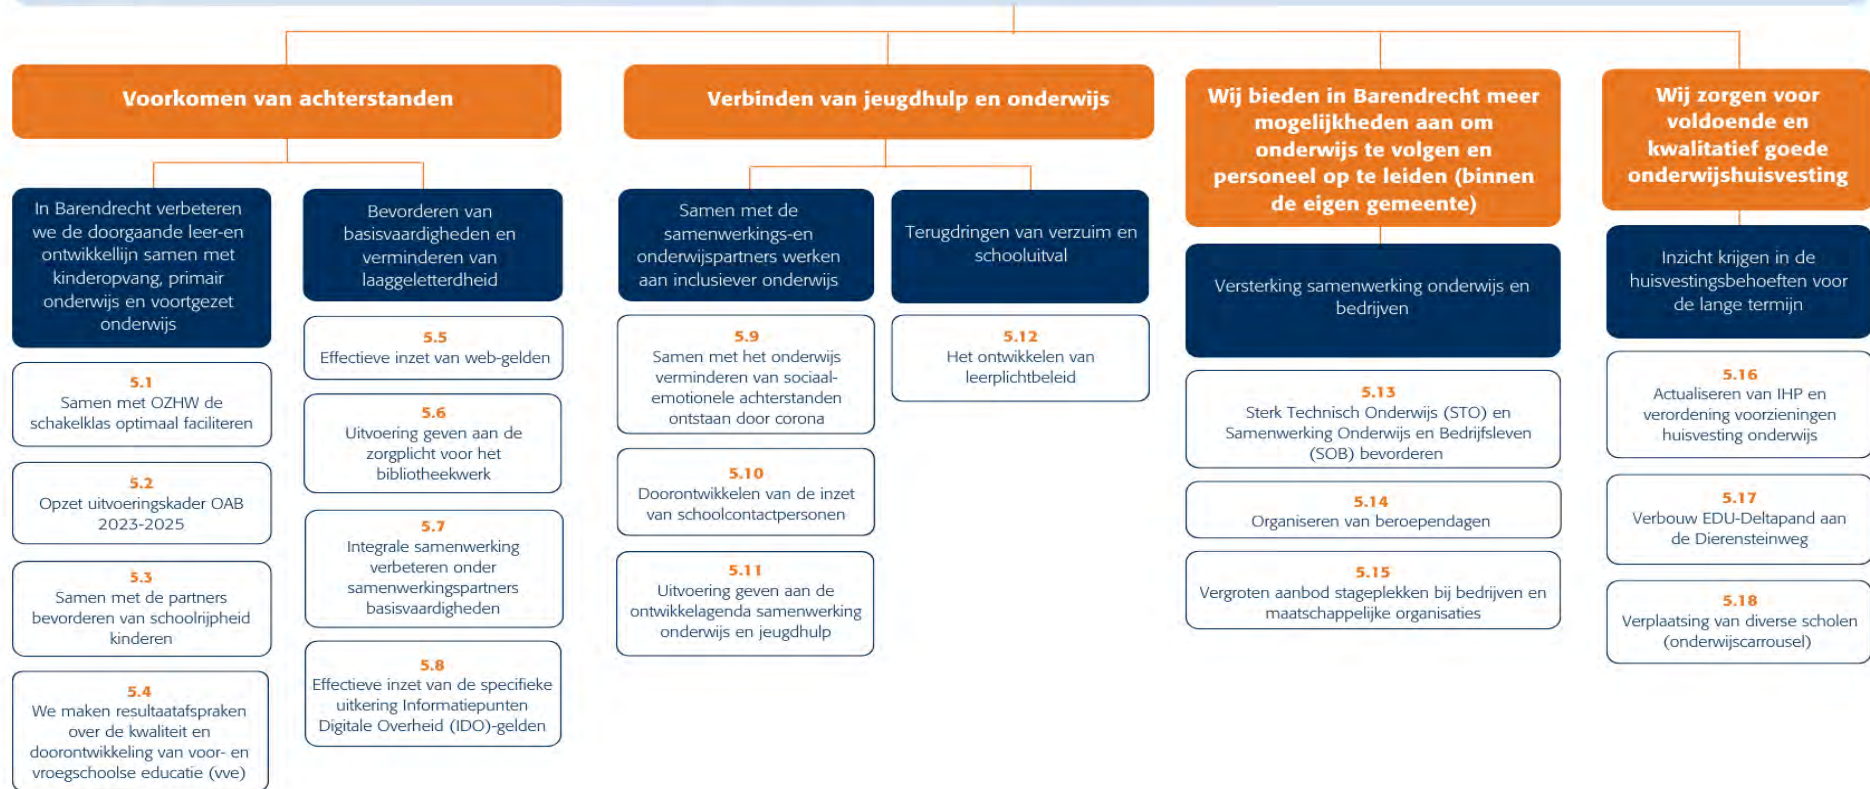 Voorkomen van achterstanden
In Barendrecht verbeteren
we de doorgaande leer-en
ontwikkellijn samen met
kinderopvang, primair
onderwijs en voortgezet
onderwijs
5.1
Samen met OZHW de
schakelklas optimaal faciliteren
5.2
Opzet uitvoeringskader OAB
2023-2025
5.3
Samen met de partners
bevorderen van schoolrijpheid
kinderen
5.4
We maken resultaatafspraken
over de kwaliteit en
doorontwikkeling van voor- en
vroegschoolse educatie (vve)
Bevorderen van
basisvaardigheden en
verminderen van
laaggeletterdheid
5.5
Effectieve inzet van web-gelden
5.6
Uitvoering geven aan de
zorgplicht voor het
bibliotheekwerk
5.7
Integrale samenwerking
verbeteren onder
samenwerkingspartners
basisvaardigheden
5.8
Effectieve inzet van de specifieke
uitkering Informatiepunten
Digitale Overheid (IDO)-gelden
Verbinden van jeugdhulp en onderwijs
Samen met de
samenwerkings-en
onderwijspartners werken
aan inclusiever onderwijs
5.9
Samen met het onderwijs
verminderen van sociaal-
emotionele achterstanden
ontstaan door corona
5.10
Doorontwikkelen van de inzet
van schoolcontactpersonen
5.11
Uitvoering geven aan de
ontwikkelagenda samenwerking
onderwijs en jeugdhulp
Terugdringen van verzuim en
schooluitval
5.12
Het ontwikkelen van
leerplichtbeleid
Wij bieden in Barendrecht meer
mogelijkheden aan om
onderwijs te volgen en
personeel op te leiden (binnen
de eigen gemeente)
Versterking samenwerking onderwijs en
bedrijven
5.13
Sterk Technisch Onderwijs (STO) en
Samenwerking Onderwijs en Bedrijfsleven
(SOB) bevorderen
5.14
Organiseren van beroependagen
5.15
Vergroten aanbod stageplekken bij bedrijven en
maatschappelijke organisaties
Wij zorgen voor
voldoende en
kwalitatief goede
onderwijshuisvesting
Inzicht krijgen in de
huisvestingsbehoeften voor
de lange termijn
5.16
Actualiseren van IHP en
verordening voorzieningen
huisvesting onderwijs
5.17
Verbouw EDU-Deltapand aan
de Dierensteinweg
5.18
Verplaatsing van diverse scholen
(onderwijscarrousel)